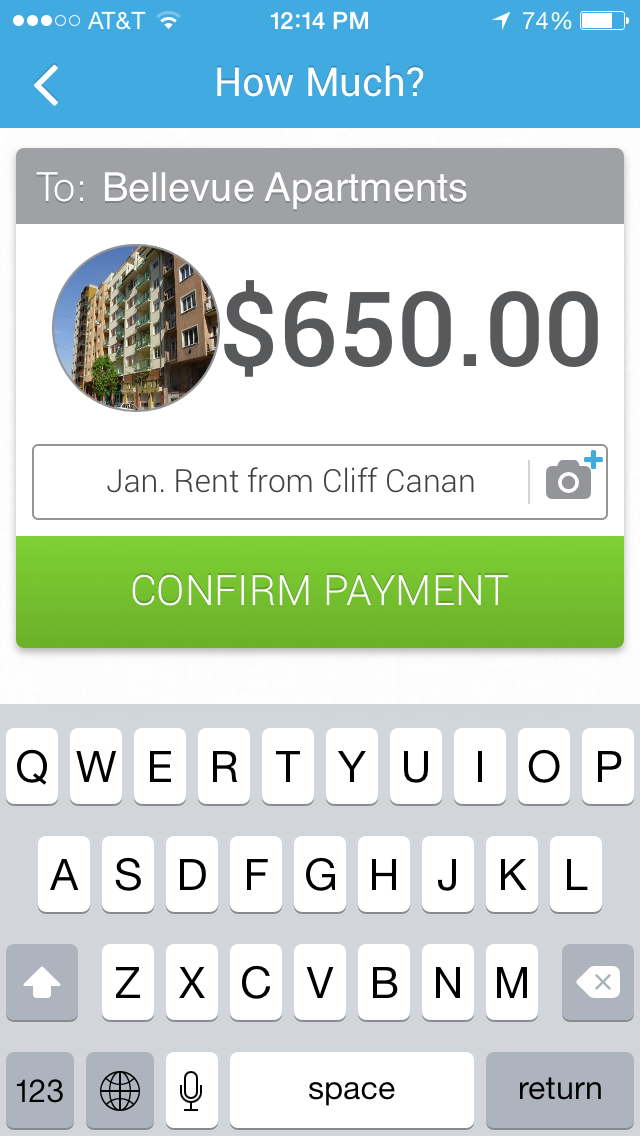 AT&T 12:14 PM 74%
How Much?
To: Bellevue Apartments
$650.00
Jan. Rent from Cliff Canan
CONFIRM PAYMENT
Q W E R T Y U I O P
A S D F G H J K L
Z X C V B N M
123 space return